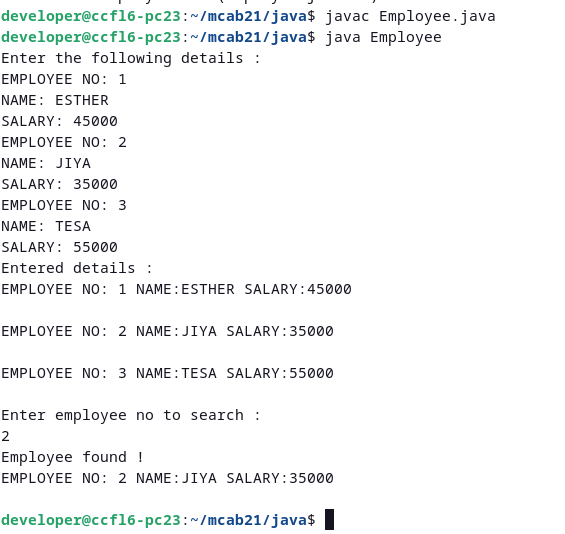 developer@ccfl6-pc23:~/mcab21/java$ javac Employee.java
developer@ccfl6-pc23:~/mcab21/java$ java Employee
Enter the following details :
EMPLOYEE NO: 1
NAME: ESTHER
SALARY: 45000
EMPLOYEE NO: 2
NAME: JIYA
SALARY: 35000
EMPLOYEE NO: 3
NAME: TESA
SALARY: 55000
Entered details :
EMPLOYEE NO: 1 NAME:ESTHER SALARY:45000
EMPLOYEE NO: 2 NAME:JIYA SALARY:35000
EMPLOYEE NO: 3 NAME:TESA SALARY:55000
Enter employee no to search :
2
Employee found !
EMPLOYEE NO: 2 NAME:JIYA SALARY:35000
developer@ccfl6-pc23:~/mcab21/java$